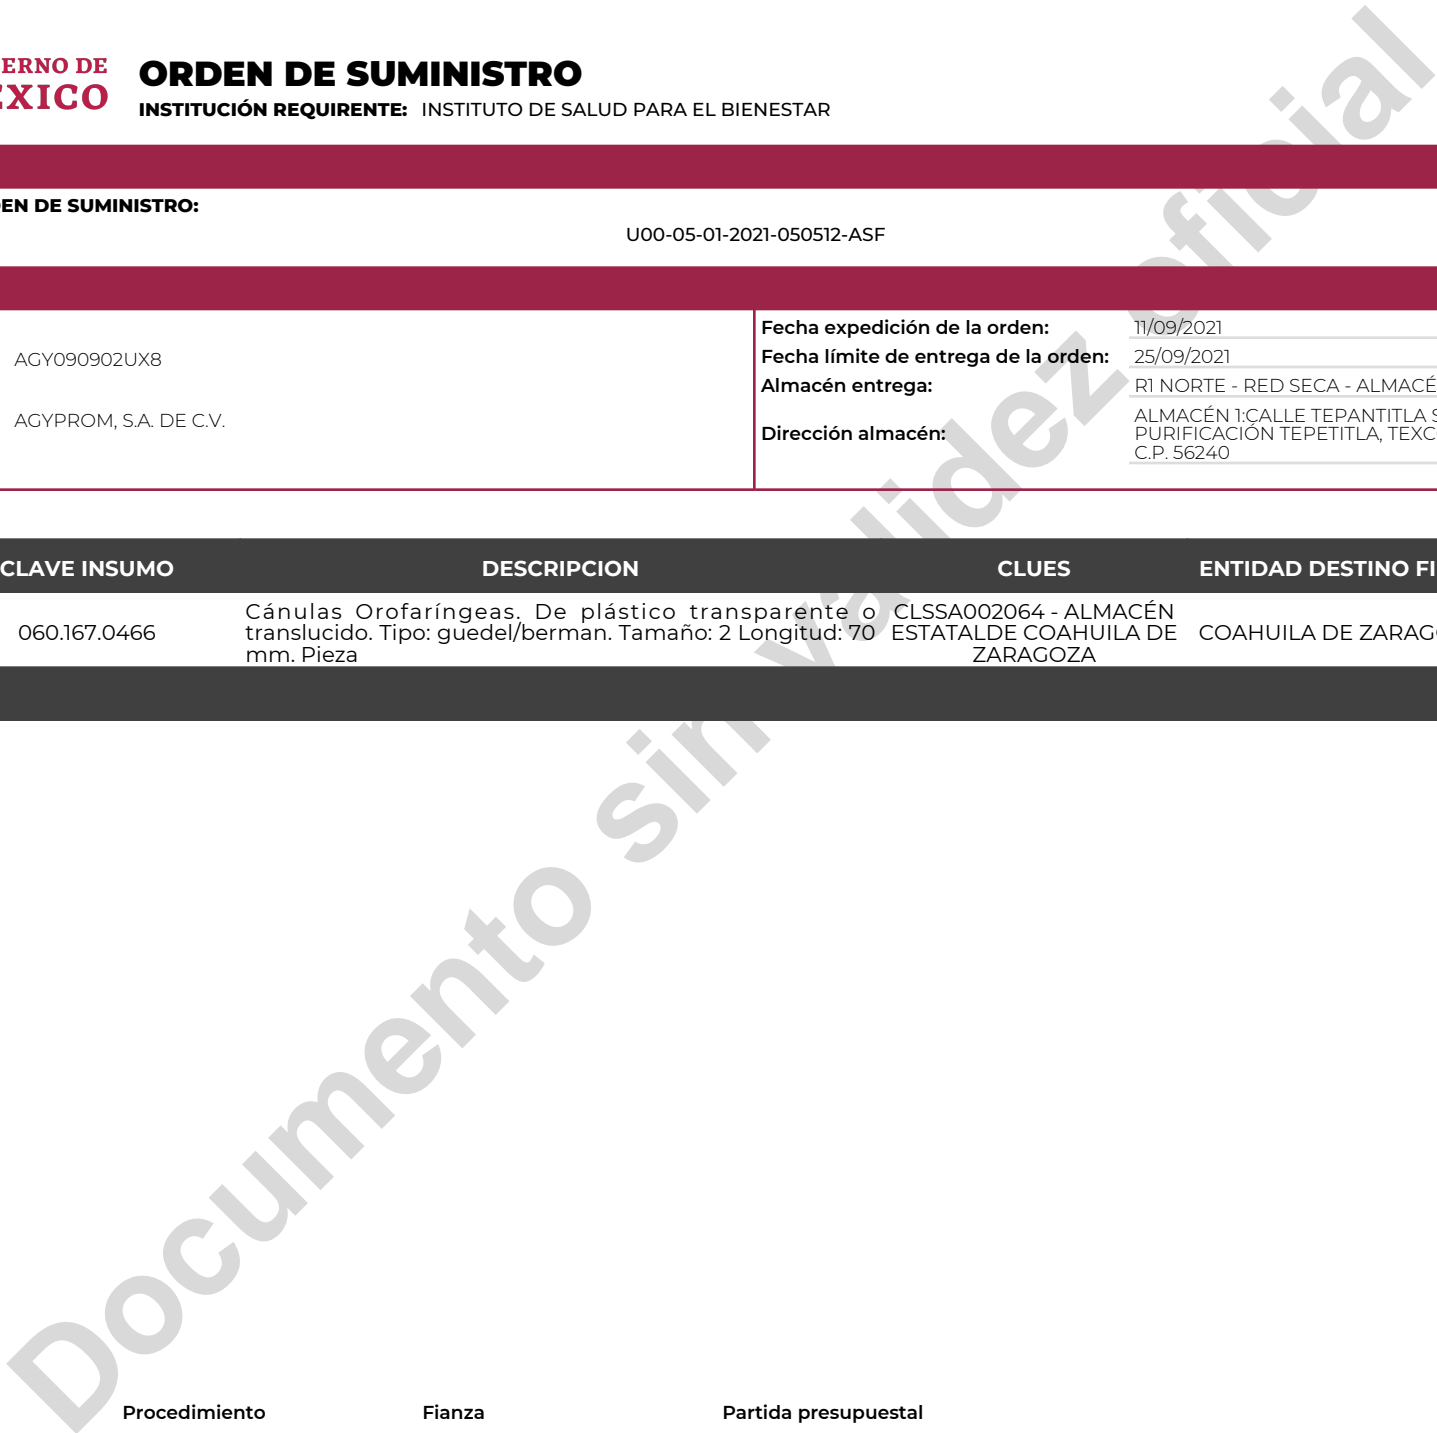 ERNO DE
ORDEN DE SUMINISTRO
EXICO
INSTITUCIÓN REQUIRENTE: INSTITUTO DE SALUD PARA EL BIENESTAR
EN DE SUMINISTRO:
U00-05-01-2021-050512-ASF
AGY090902UX8
AGYPROM, S.A. DE C.V.
Fecha expedición de la orden: 11/09/2021
Fecha límite de entrega de la orden: 25/09/2021
Almacén entrega: R1 NORTE - RED SECA - ALMACÉ
Dirección almacén: ALMACÉN 1:CALLE TEPANTITLA S
PURIFICACIÓN TEPETITLA, TEXC
C.P. 56240
CLAVE INSUMO DESCRIPCION CLUES ENTIDAD DESTINO FI
060.167.0466
Cánulas Orofaríngeas. De plástico transparente o
translucido. Tipo: guedel/berman. Tamaño: 2 Longitud: 70
mm. Pieza
CLSSA002064 - ALMACÉN
ESTATALDE COAHUILA DE
ZARAGOZA
COAHUILA DE ZARAG
Documento sin validez oficial
Procedimiento Fianza Partida presupuestal